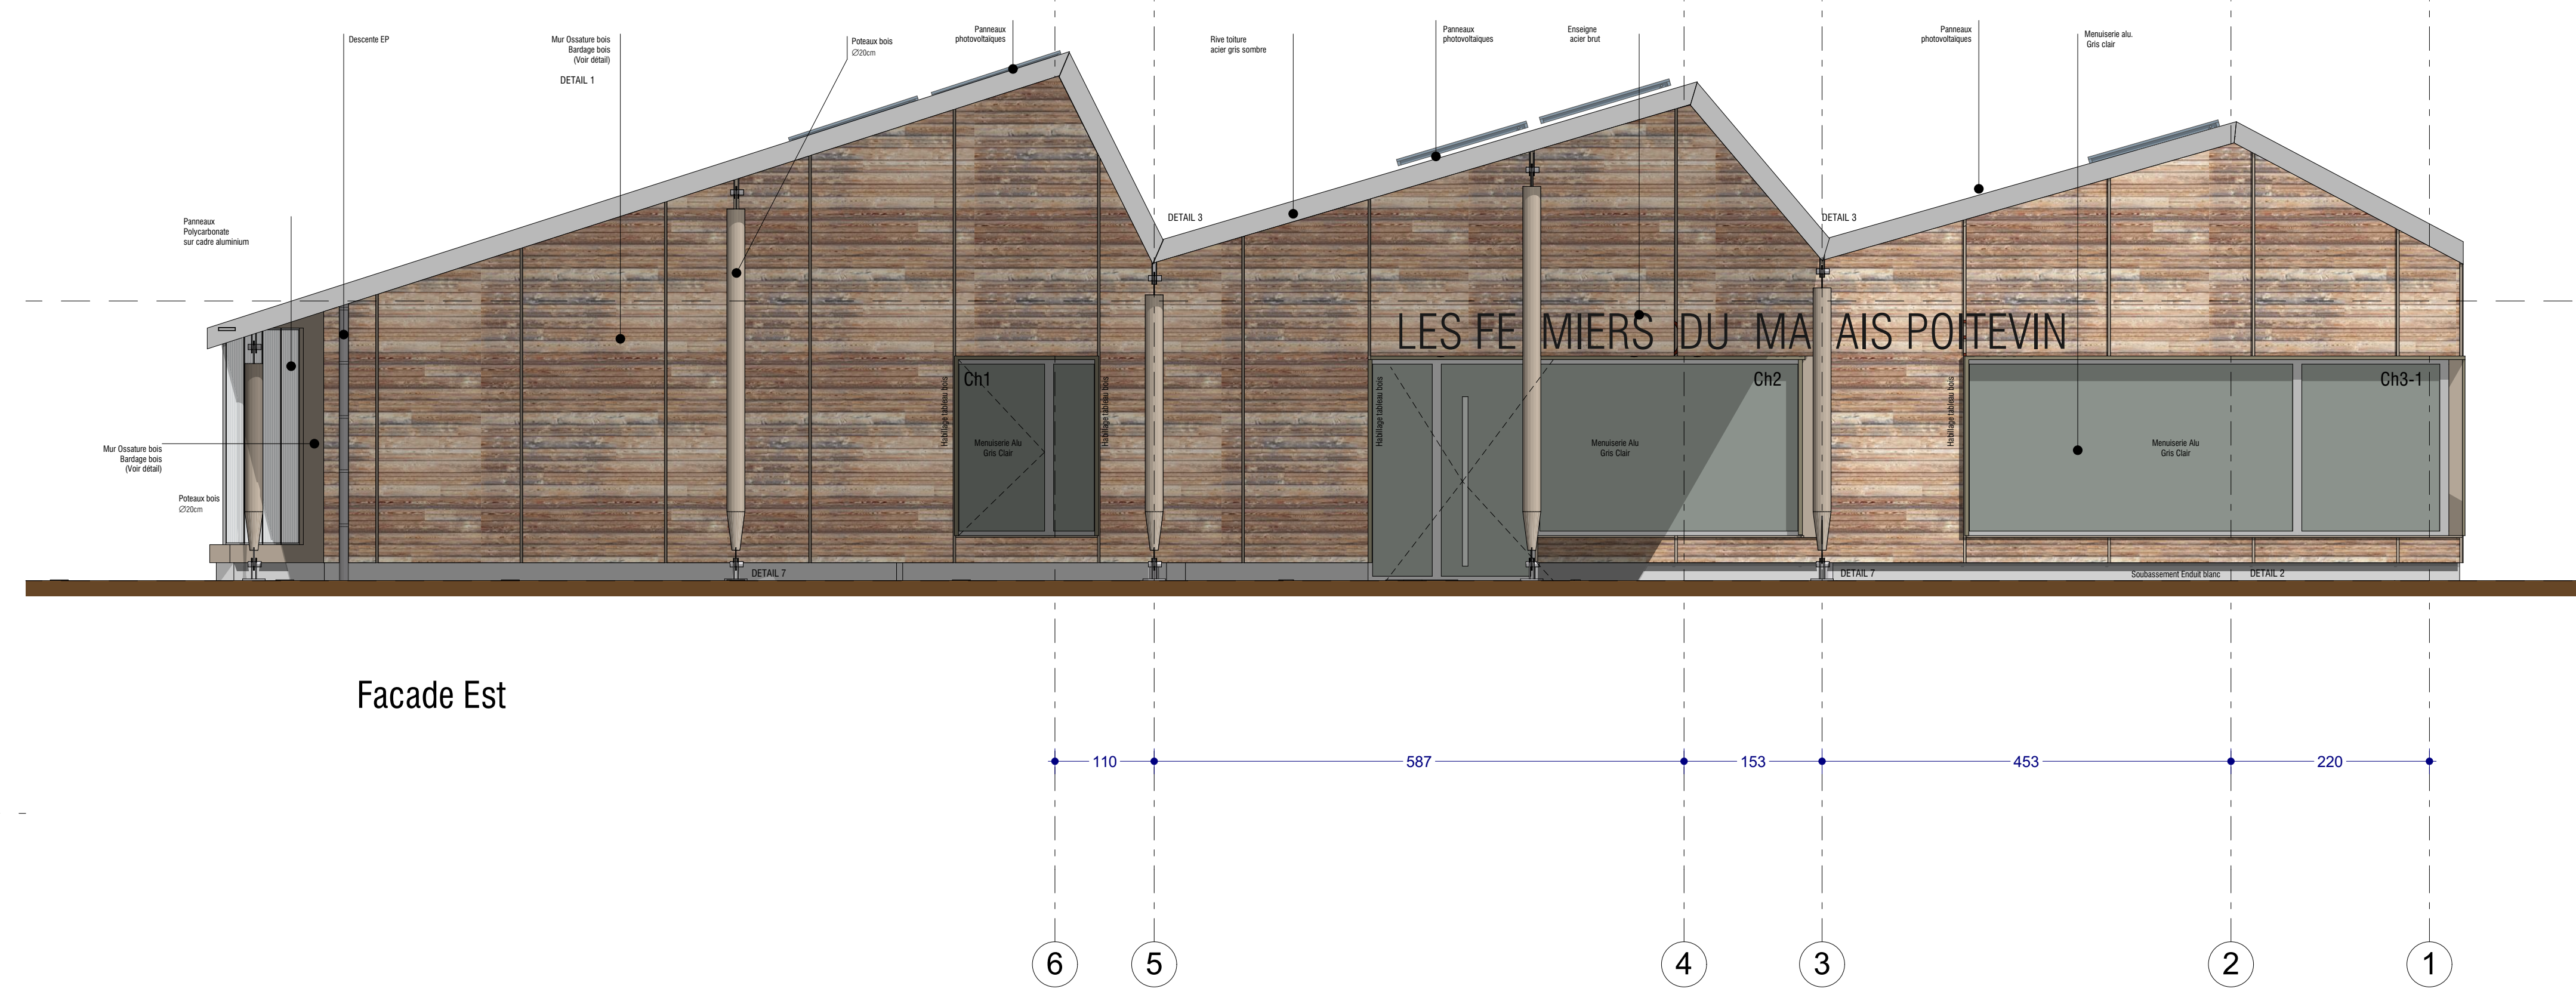 Descente EP
Mur Ossature bois
Bardage bois
(Voir détail)
DETAIL 1
Poteaux bois
∅20cm
Panneaux
photovoltaïques
Rive toiture
acier gris sombre
Panneaux
photovoltaïques
Enseigne
acier brut
Panneaux
photovoltaïques
Menuiserie alu.
Gris clair
Panneaux
Polycarbonate
sur cadre aluminium
DETAIL 3
DETAIL 3
LES FE MIERS DU MA AIS POITEVIN
Ch1
Ch2
Ch3-1
Habillage tableau bois
Habillage tableau bois
Habillage tableau bois
Habillage tableau bois
Menuiserie Alu
Gris Clair
Menuiserie Alu
Gris Clair
Menuiserie Alu
Gris Clair
Mur Ossature bois
Bardage bois
(Voir détail)
Poteaux bois
∅20cm
DETAIL 7
DETAIL 7
Soubassement Enduit blanc
DETAIL 2
Facade Est
110
587
153
453
220
6
5
4
3
2
1